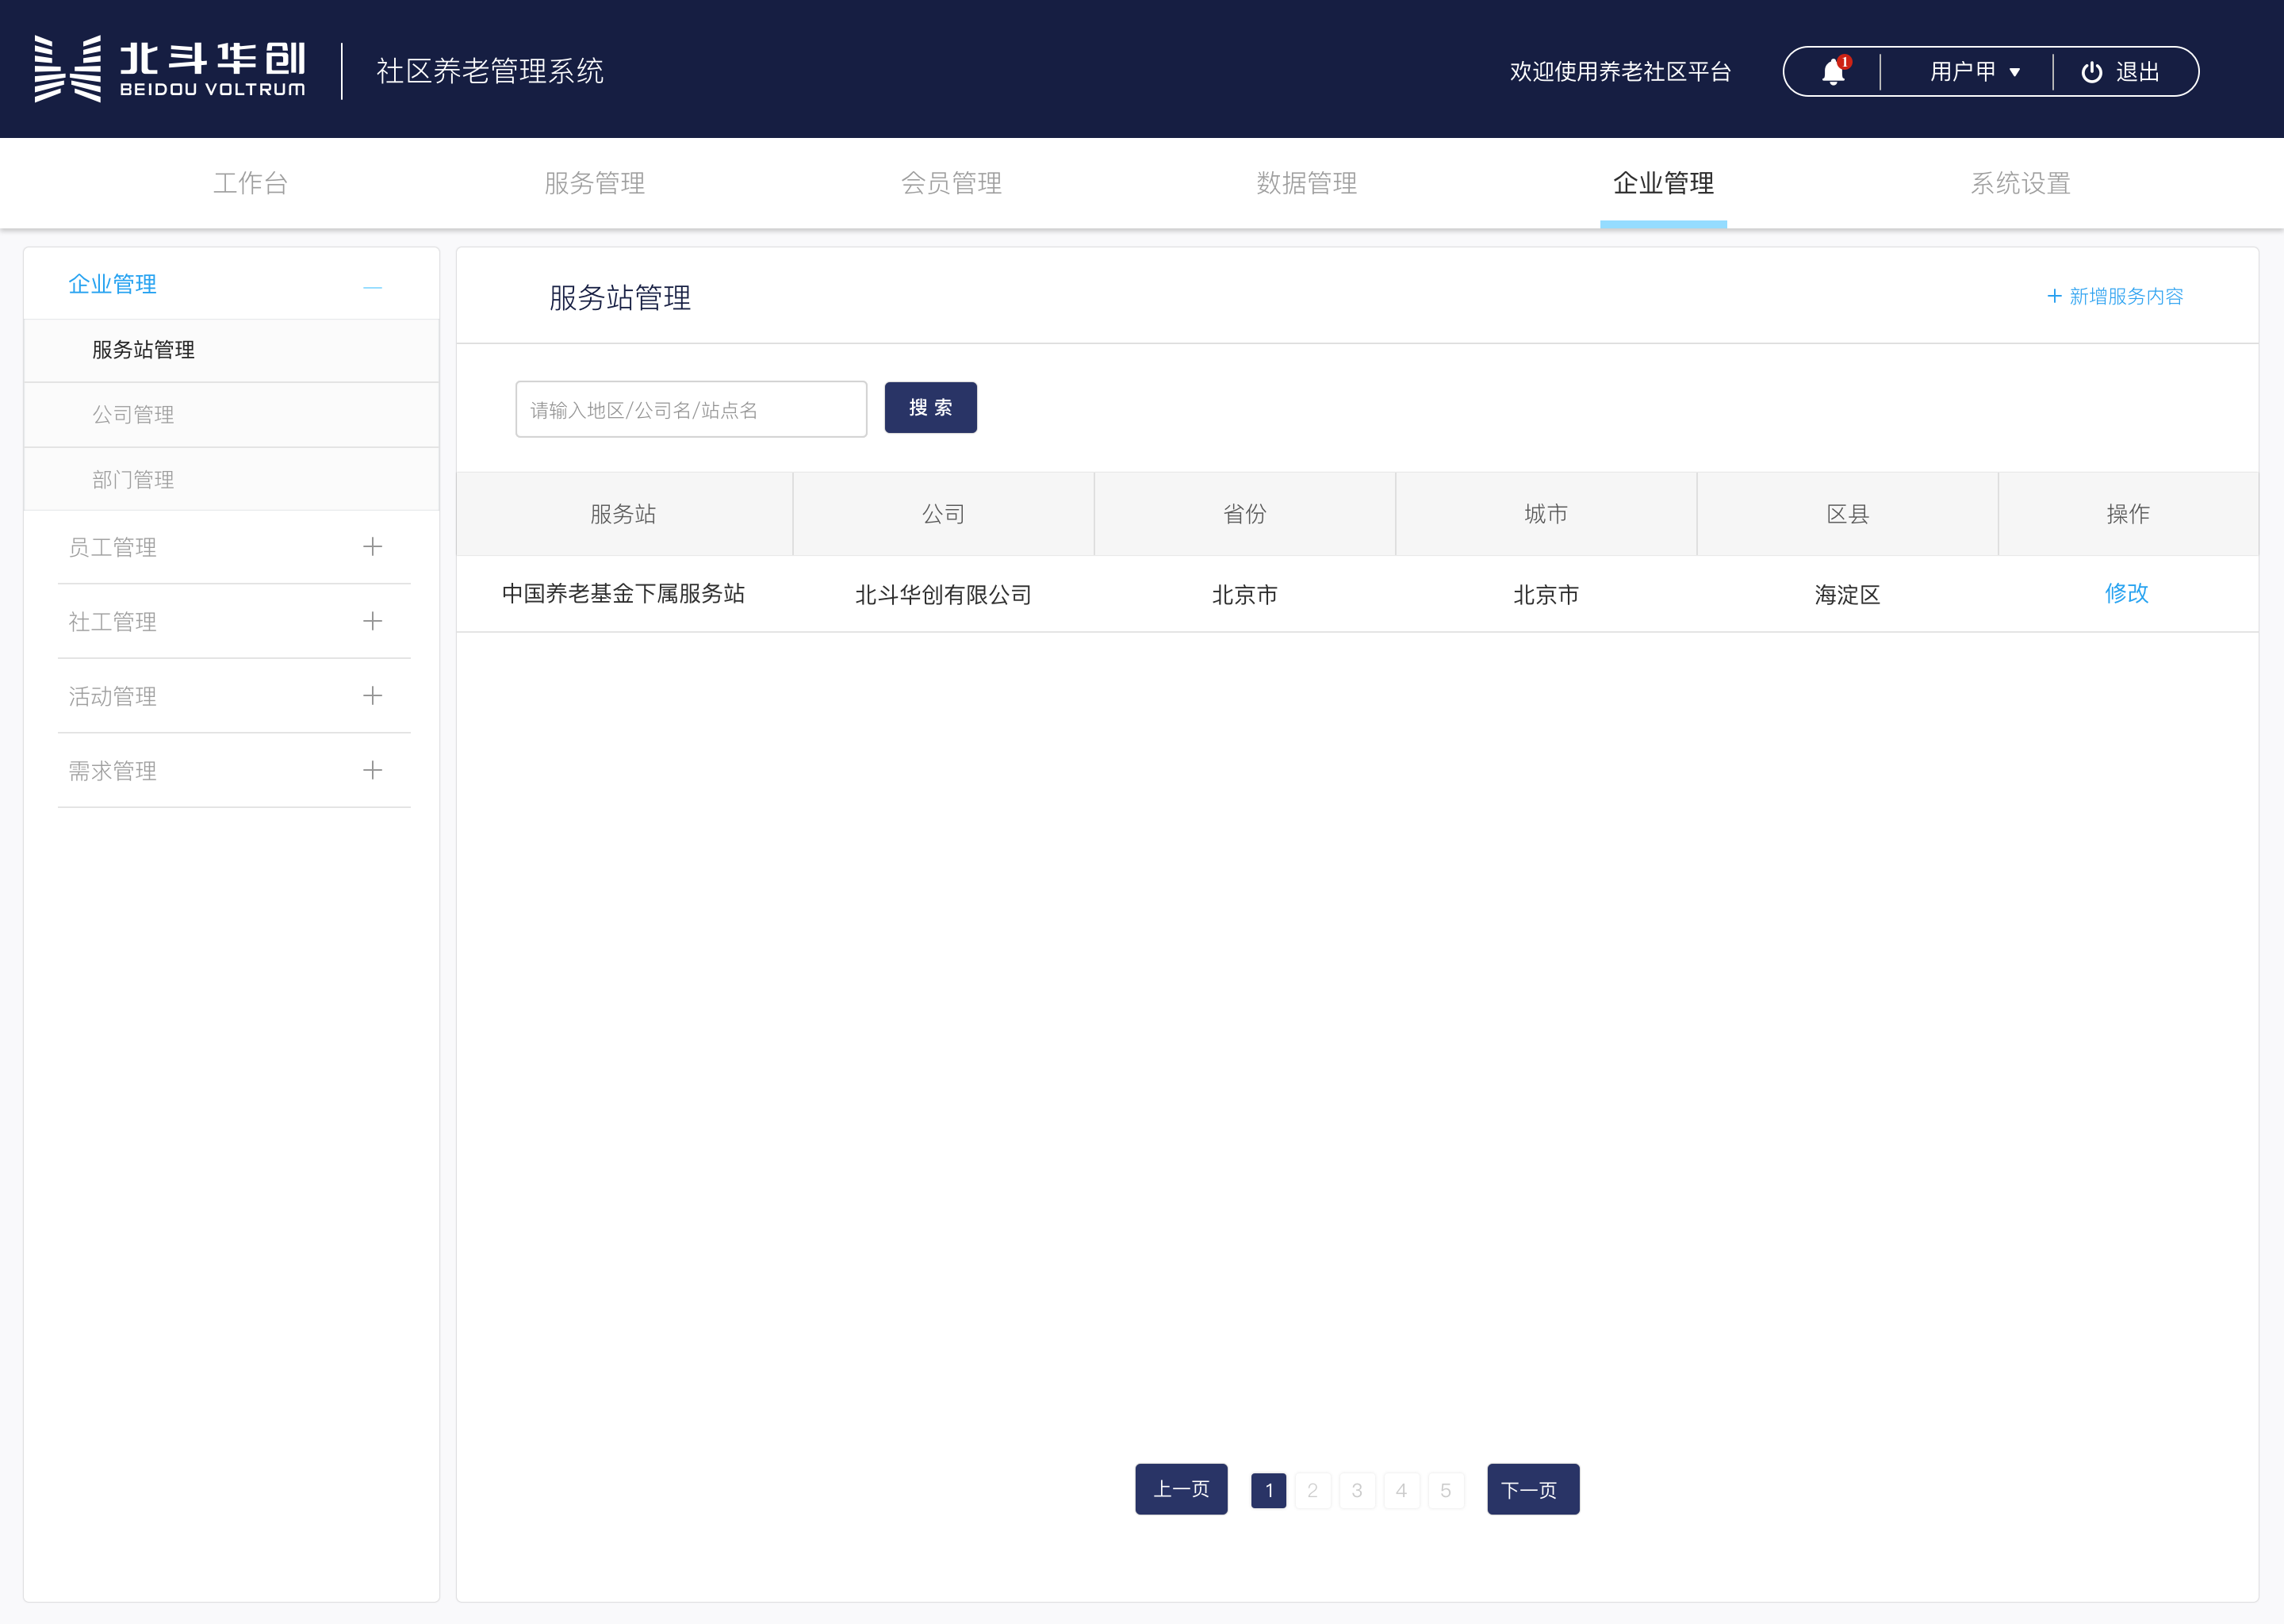 北斗华创
BEIDOU VOLTRUM
社区养老管理系统
欢迎使用养老社区平台
1
用户甲
退出
工作台
服务管理
会员管理
数据管理
企业管理
系统设置
企业管理
服务站管理
公司管理
部门管理
员工管理
社工管理
活动管理
需求管理
服务站管理
+ 新增服务内容
请输入地区/公司名/站点名
搜 索
服务站 公司 省份 城市 区县 操作
中国养老基金下属服务站 北斗华创有限公司 北京市 北京市 海淀区 修改
上一页 1 2 3 4 5 下一页